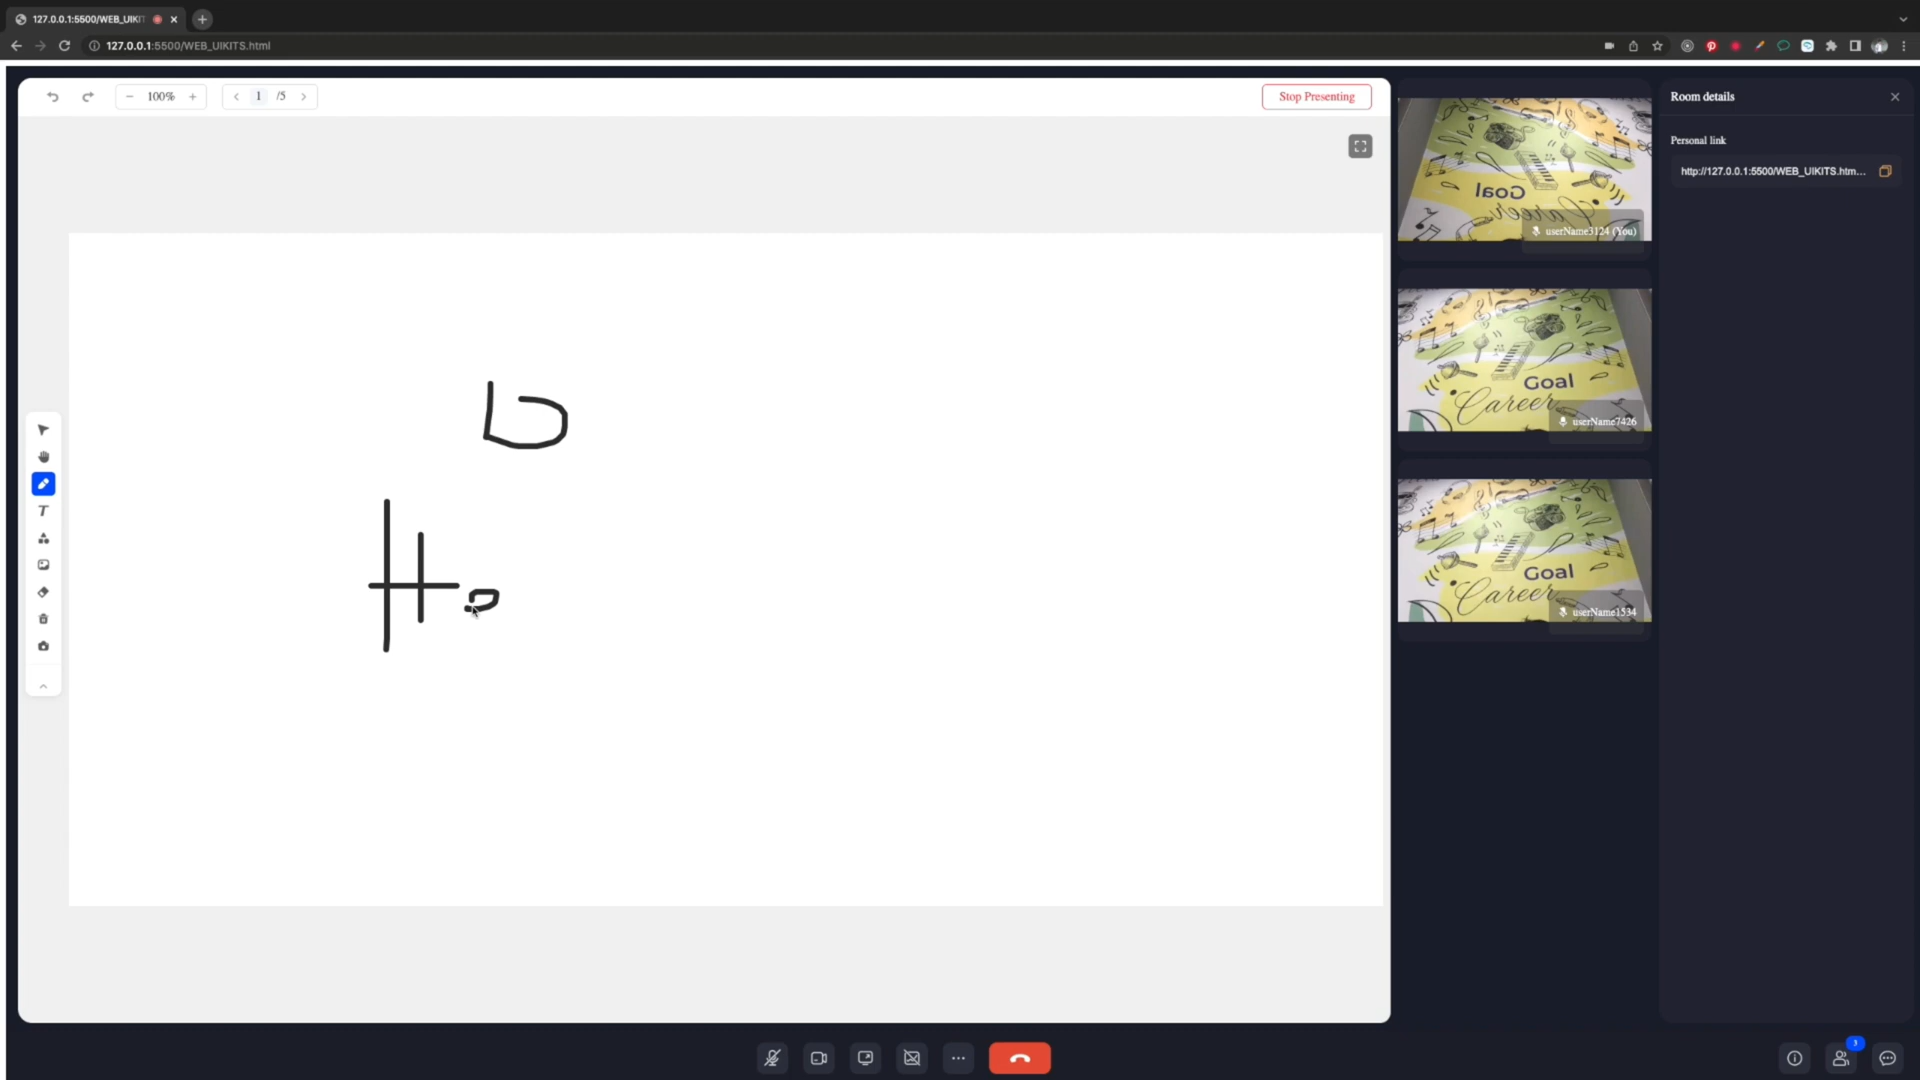 127.0.0.1:5500/WEB_UIKIT
127.0.0.1:5500/WEB_UIKITS.html
100%
1 /5
Stop Presenting
Room details
Personal link
http://127.0.0.1:5500/WEB_UIKITS.htm...
Goal
Career
userName3124 (You)
Goal
Career
userName7426
Goal
Career
userName1534
T
3